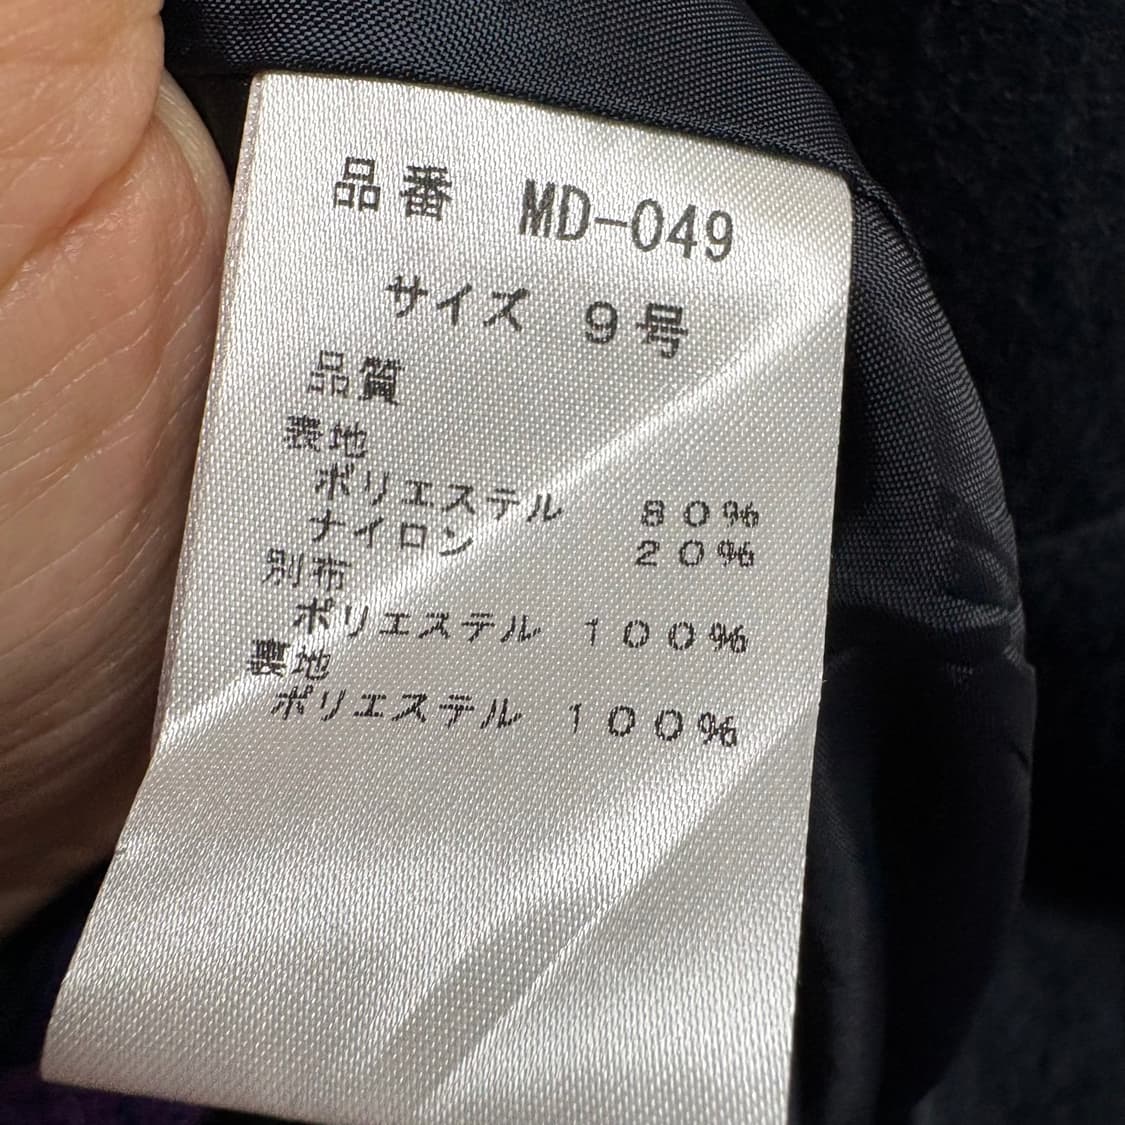 品番 MD-049
サイズ 9号
品質
表地
ポリエステル 80%
ナイロン 20%
別布
ポリエステル 100%
裏地
ポリエステル 100%